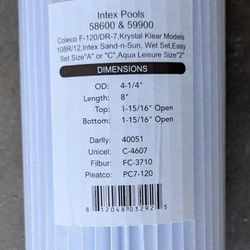 Intex Pools
58600 & 59900
Coleco F-120/DR-7,Krystal Klear Models
108R/12,Intex Sand-n-Sun, Wet Set,Easy
Set Size"A" or "C",Aqua Leisure Size"2"
DIMENSIONS
OD: 4-1/4"
Length: 8"
Top: 1-15/16" Open
Bottom: 1-15/16" Open
Darlly: 40051
Unicel: C-4607
Filbur: FC-3710
Pleatco: PC7-120
8 12048 03292 5